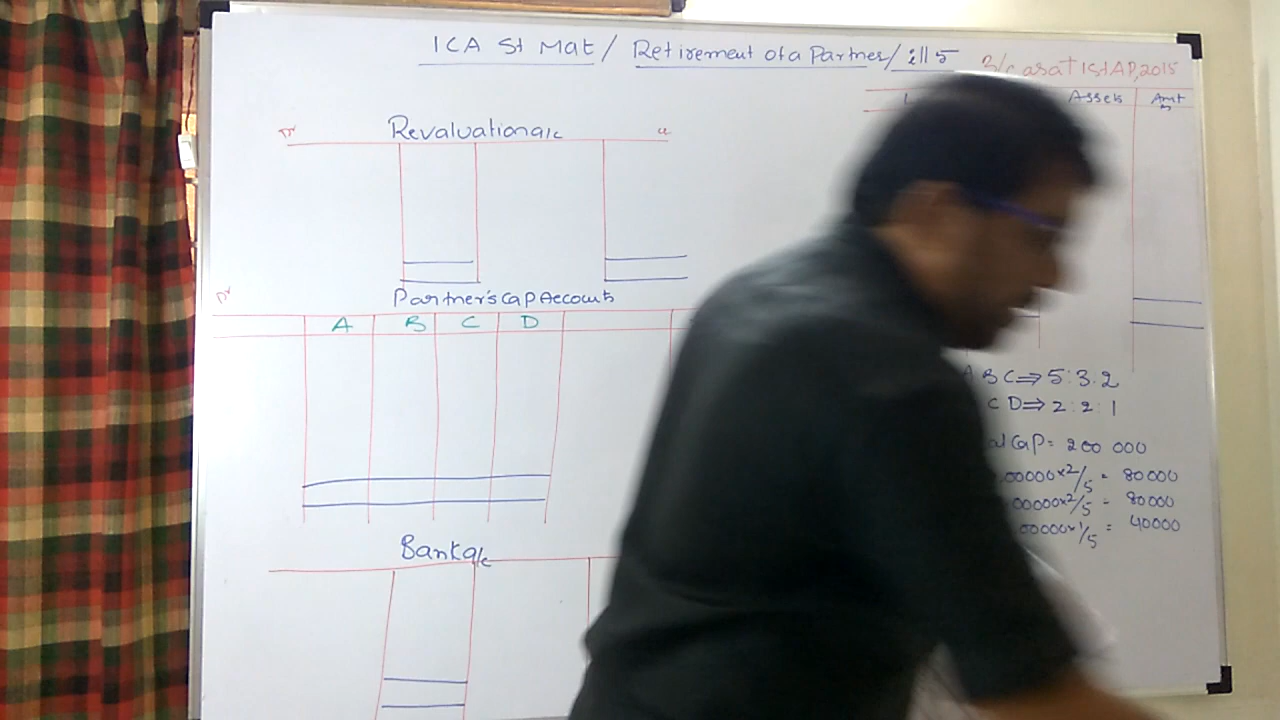 ICA St Mat / Retirement of a Partner / ill 5
B/c as at 1st AP, 2015
Assets Amt
Dr Revaluation a/c cr
Dr Partner's Cap Accounts
A B C D
A B C ⇒ 5:3:2
C D ⇒ 2:2:1
Cap = 200 000
00000×2/5 = 80000
00000×2/5 = 80000
00000×1/5 = 40000
Bank a/c